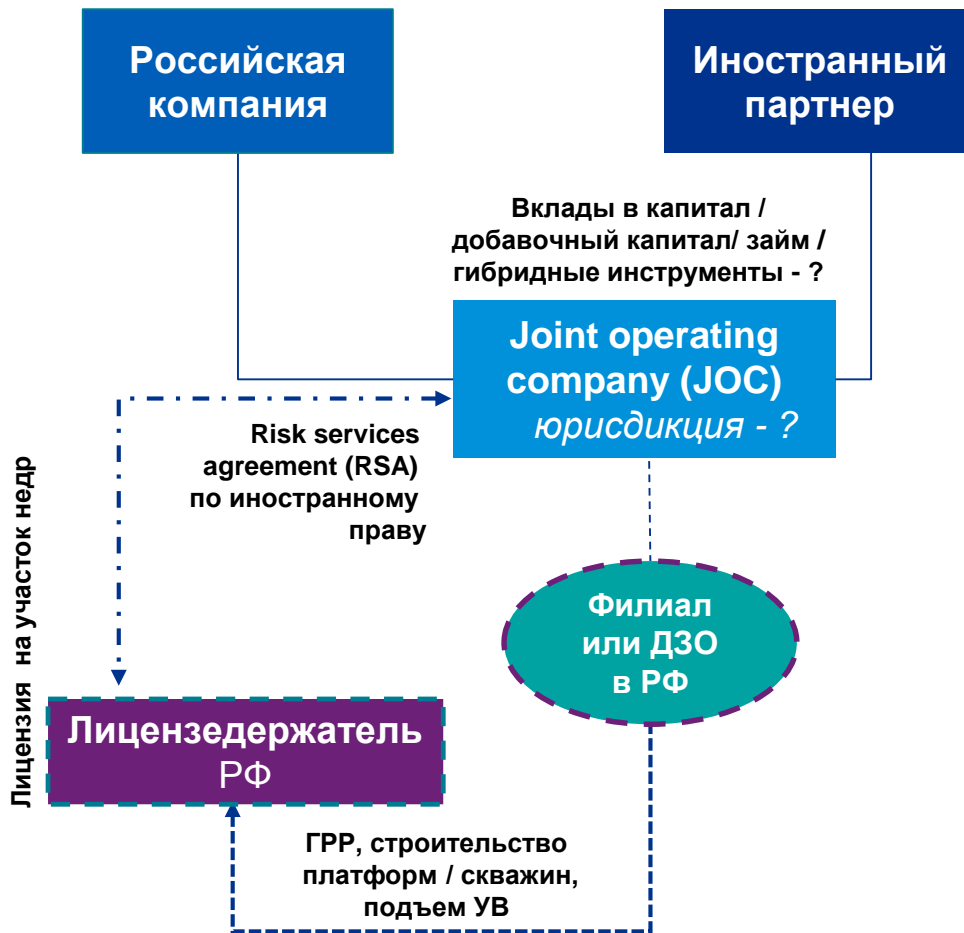 Российская
компания
Иностранный
партнер
Вклады в капитал /
добавочный капитал/ займ /
гибридные инструменты - ?
Joint operating
company (JOC)
юрисдикция - ?
Risk services
agreement (RSA)
по иностранному
праву
Лицензия на участок недр
Филиал
или ДЗО
в РФ
Лицензедержатель
РФ
ГРР, строительство
платформ / скважин,
подъем УВ